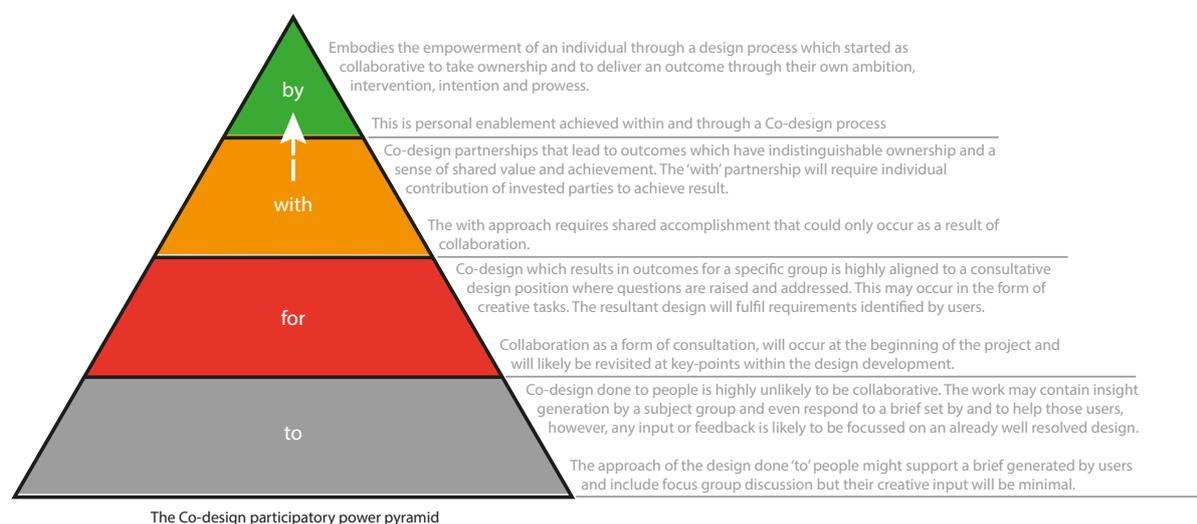 by
Embodies the empowerment of an individual through a design process which started as
collaborative to take ownership and to deliver an outcome through their own ambition,
intervention, intention and prowess.
This is personal enablement achieved within and through a Co-design process
with
Co-design partnerships that lead to outcomes which have indistinguishable ownership and a
sense of shared value and achievement. The ‘with’ partnership will require individual
contribution of invested parties to achieve result.
The with approach requires shared accomplishment that could only occur as a result of
collaboration.
for
Co-design which results in outcomes for a specific group is highly aligned to a consultative
design position where questions are raised and addressed. This may occur in the form of
creative tasks. The resultant design will fulfil requirements identified by users.
Collaboration as a form of consultation, will occur at the beginning of the project and
will likely be revisited at key-points within the design development.
to
Co-design done to people is highly unlikely to be collaborative. The work may contain insight
generation by a subject group and even respond to a brief set by and to help those users,
however, any input or feedback is likely to be focussed on an already well resolved design.
The approach of the design done ‘to’ people might support a brief generated by users
and include focus group discussion but their creative input will be minimal.
The Co-design participatory power pyramid